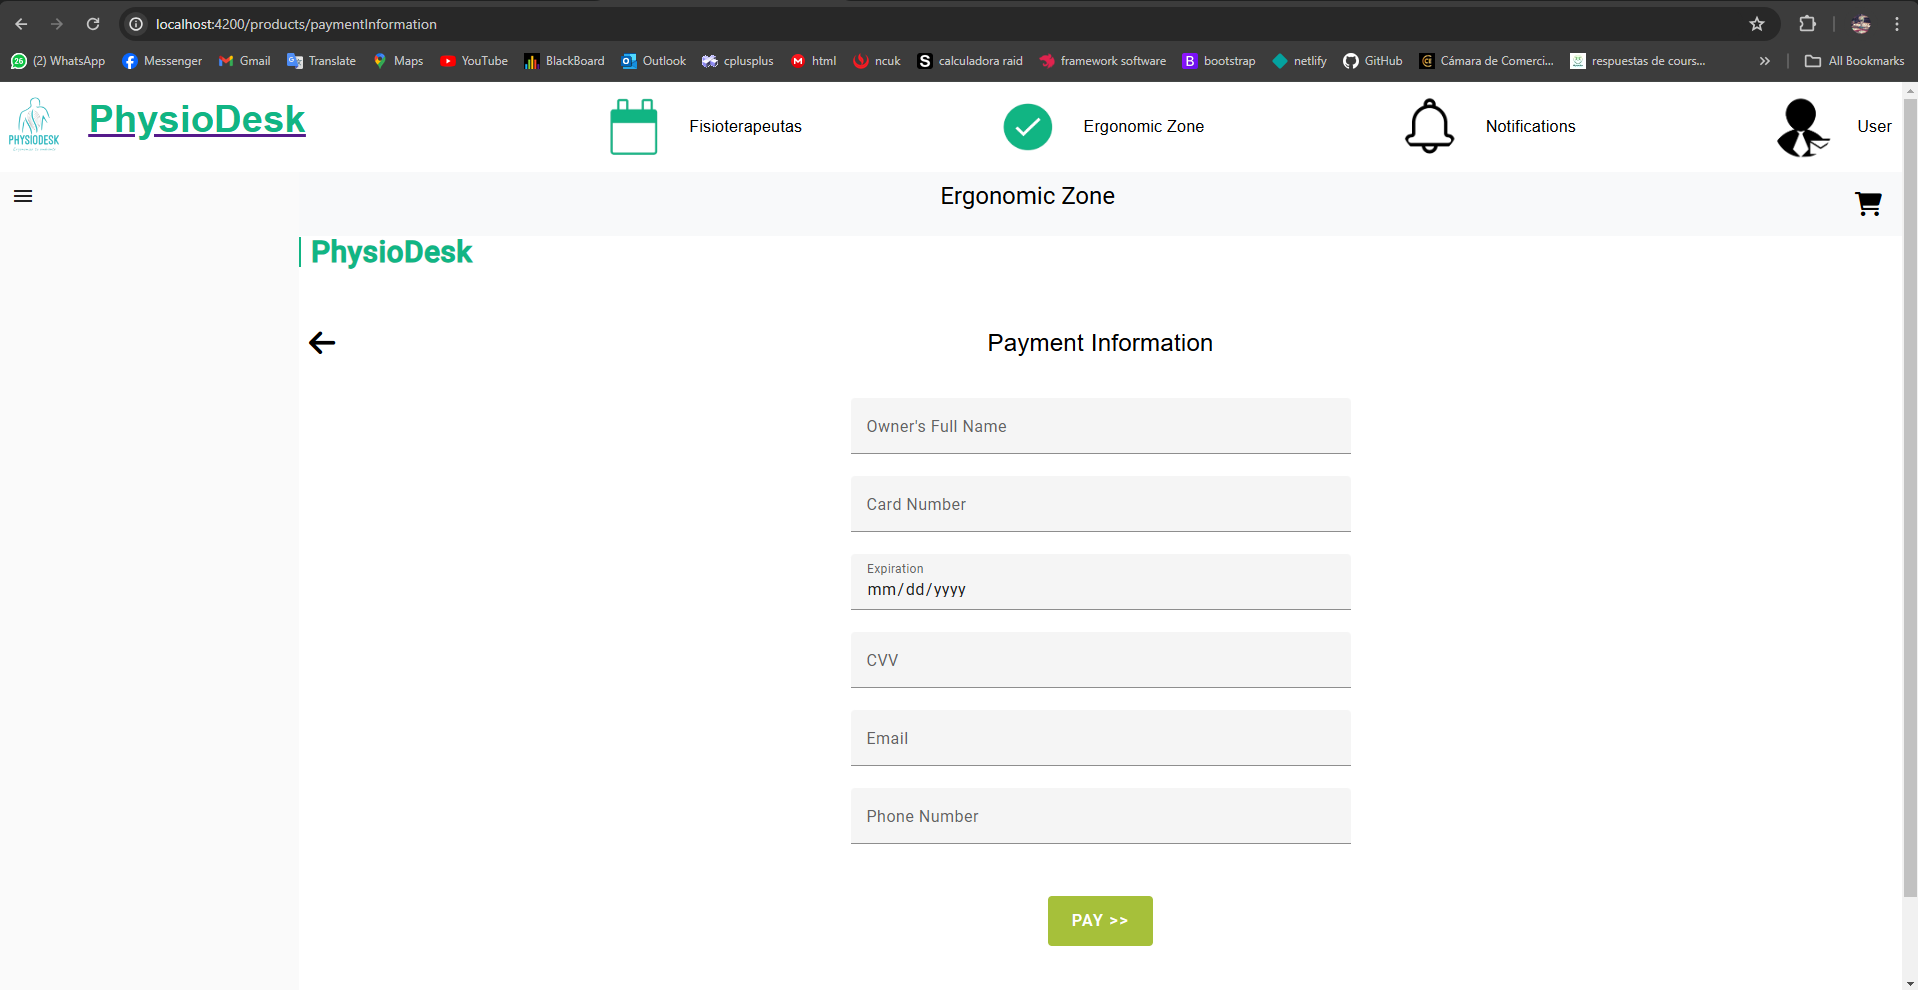 localhost:4200/products/paymentInformation
(2) WhatsApp Messenger Gmail Translate Maps YouTube BlackBoard Outlook cplusplus html ncuk calculadora raid framework software bootstrap netlify GitHub Cámara de Comerci... respuestas de cours... » All Bookmarks
PHYSIODESK
PhysioDesk
Fisioterapeutas
Ergonomic Zone
Notifications
User
Ergonomic Zone
PhysioDesk
Payment Information
Owner's Full Name
Card Number
Expiration
mm/dd/yyyy
CVV
Email
Phone Number
PAY >>